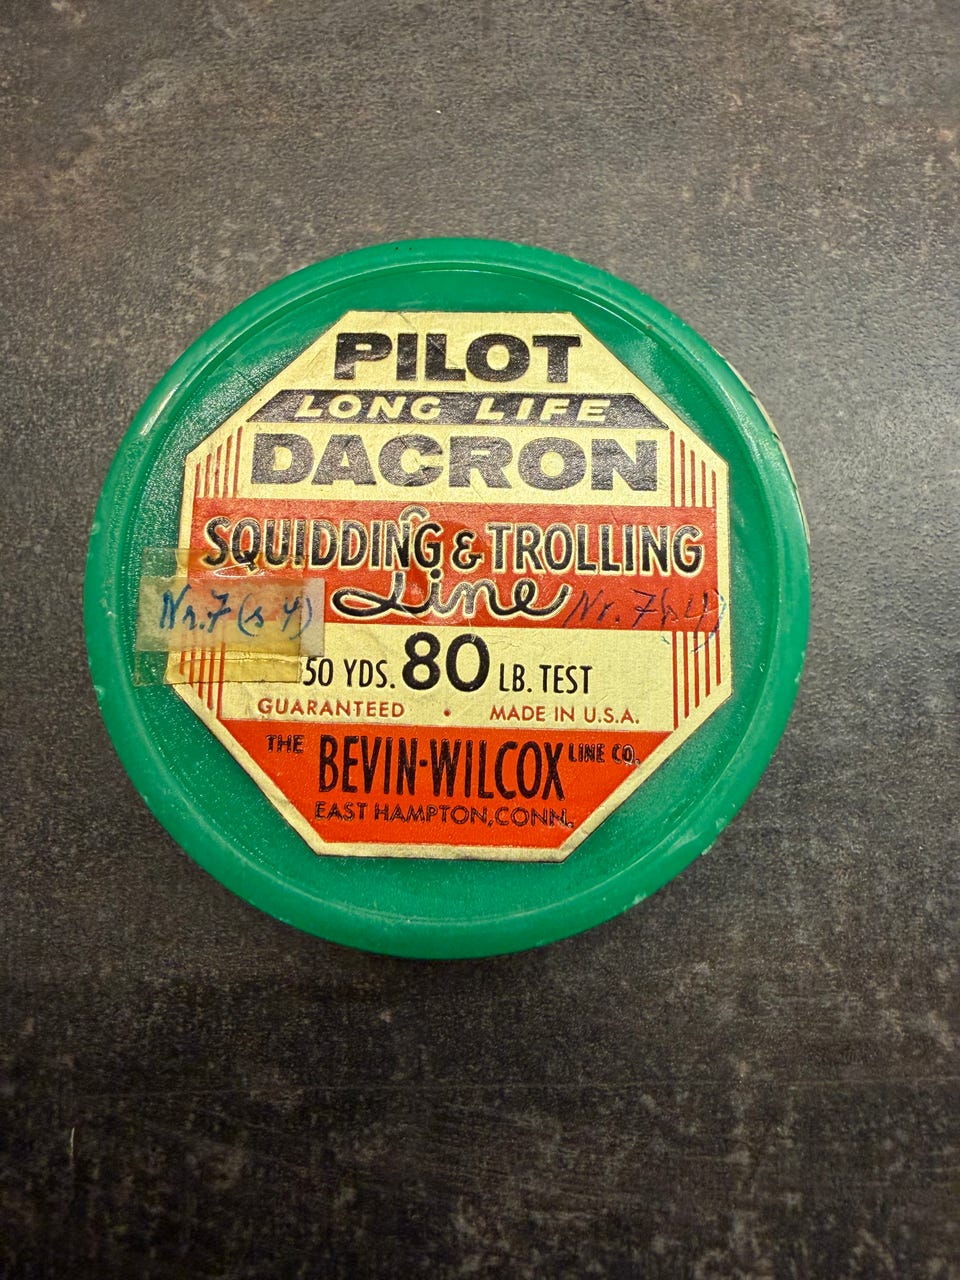 PILOT
LONG LIFE
DACRON
SQUIDDING & TROLLING
Line
Nr. 7 (s 4)
Nr. 7 (s 4)
50 YDS. 80 LB. TEST
GUARANTEED • MADE IN U.S.A.
THE BEVIN-WILCOX LINE CO.
EAST HAMPTON, CONN.